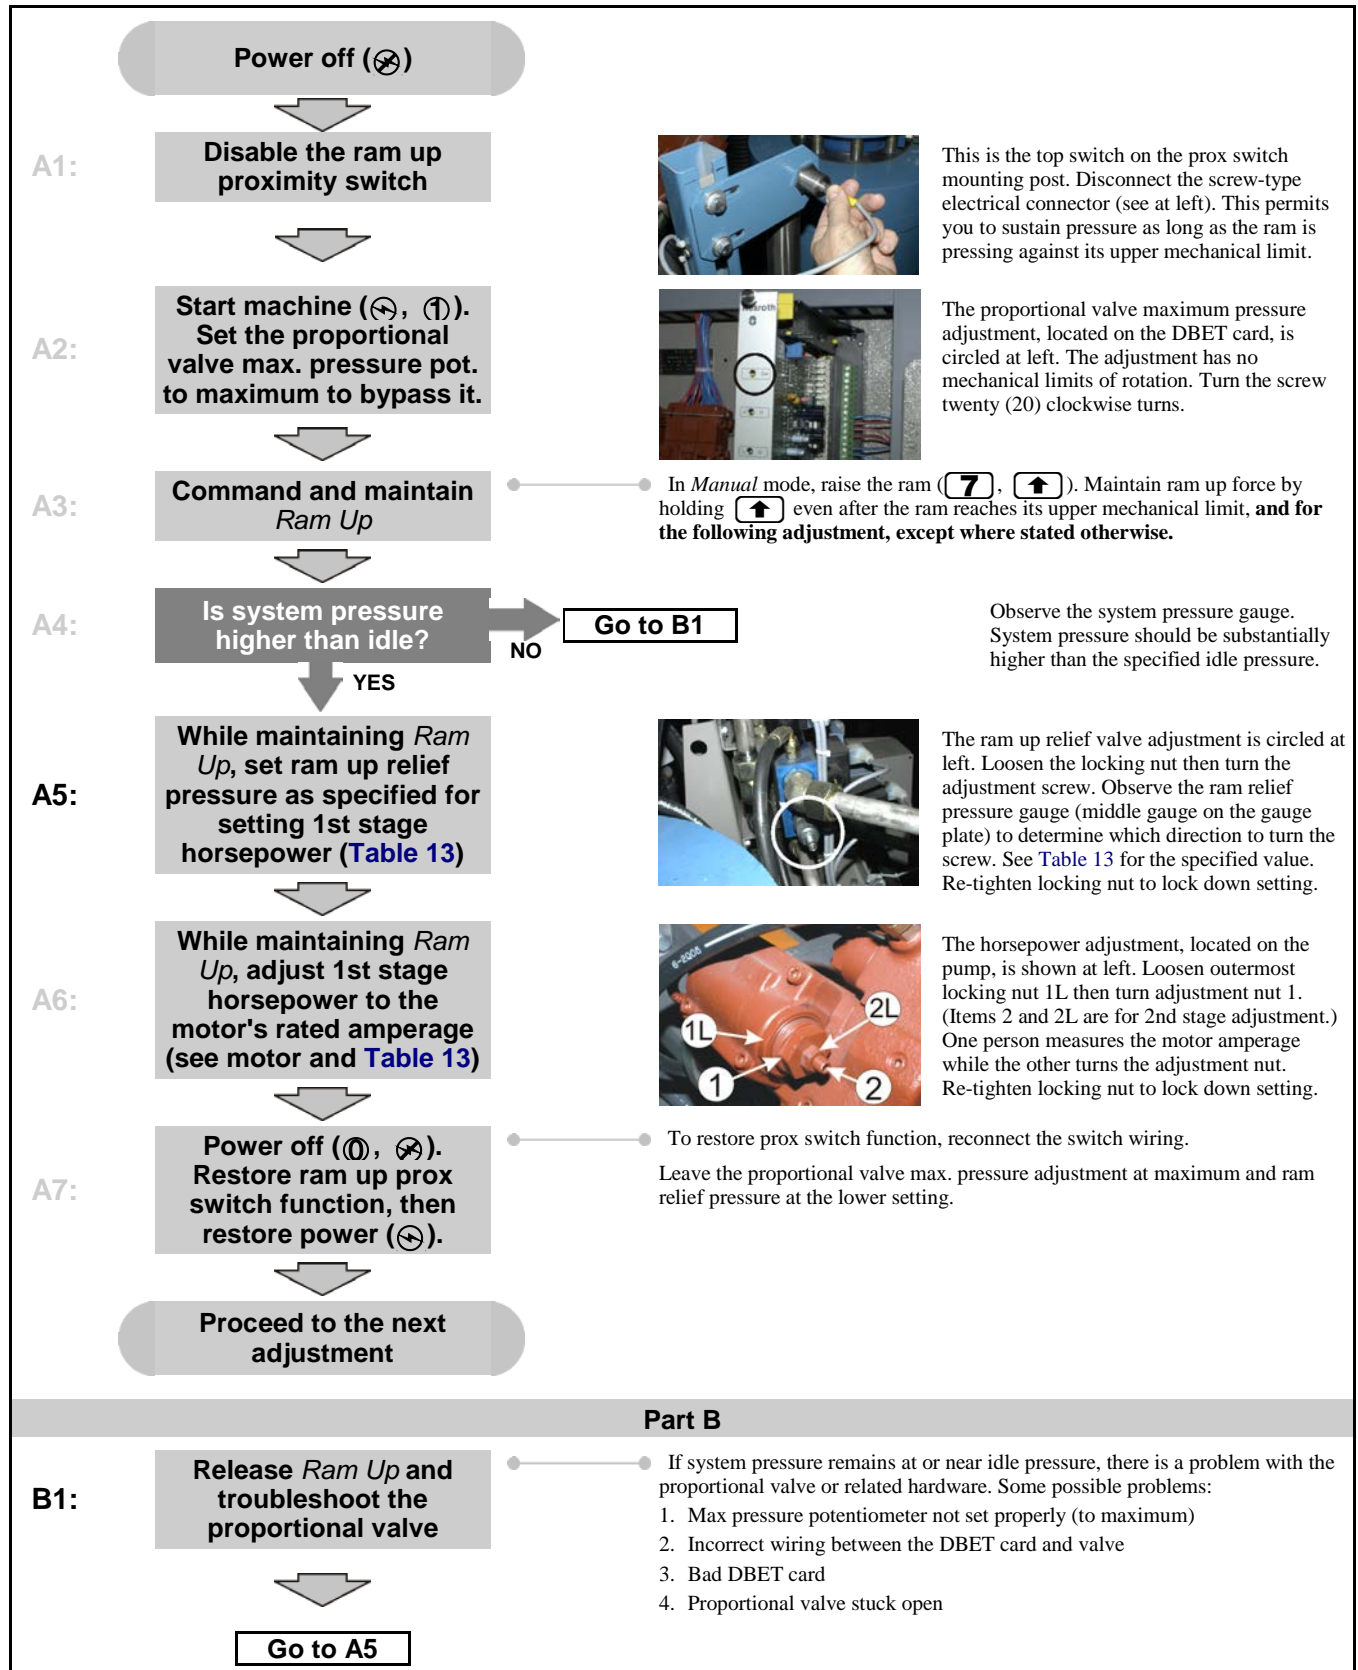 Power off ( )
A1:
Disable the ram up
proximity switch
This is the top switch on the prox switch
mounting post. Disconnect the screw-type
electrical connector (see at left). This permits
you to sustain pressure as long as the ram is
pressing against its upper mechanical limit.
A2:
Start machine ( , 1).
Set the proportional
valve max. pressure pot.
to maximum to bypass it.
The proportional valve maximum pressure
adjustment, located on the DBET card, is
circled at left. The adjustment has no
mechanical limits of rotation. Turn the screw
twenty (20) clockwise turns.
A3:
Command and maintain
Ram Up
In Manual mode, raise the ram ( 7 , ). Maintain ram up force by
holding even after the ram reaches its upper mechanical limit, and for
the following adjustment, except where stated otherwise.
A4:
Is system pressure
higher than idle?
NO
Go to B1
YES
Observe the system pressure gauge.
System pressure should be substantially
higher than the specified idle pressure.
A5:
While maintaining Ram
Up, set ram up relief
pressure as specified for
setting 1st stage
horsepower (Table 13)
The ram up relief valve adjustment is circled at
left. Loosen the locking nut then turn the
adjustment screw. Observe the ram relief
pressure gauge (middle gauge on the gauge
plate) to determine which direction to turn the
screw. See Table 13 for the specified value.
Re-tighten locking nut to lock down setting.
A6:
While maintaining Ram
Up, adjust 1st stage
horsepower to the
motor's rated amperage
(see motor and Table 13)
1L
2L
1
2
The horsepower adjustment, located on the
pump, is shown at left. Loosen outermost
locking nut 1L then turn adjustment nut 1.
(Items 2 and 2L are for 2nd stage adjustment.)
One person measures the motor amperage
while the other turns the adjustment nut.
Re-tighten locking nut to lock down setting.
A7:
Power off (0, ).
Restore ram up prox
switch function, then
restore power ( ).
To restore prox switch function, reconnect the switch wiring.
Leave the proportional valve max. pressure adjustment at maximum and ram
relief pressure at the lower setting.
Proceed to the next
adjustment
Part B
B1:
Release Ram Up and
troubleshoot the
proportional valve
If system pressure remains at or near idle pressure, there is a problem with the
proportional valve or related hardware. Some possible problems:
1. Max pressure potentiometer not set properly (to maximum)
2. Incorrect wiring between the DBET card and valve
3. Bad DBET card
4. Proportional valve stuck open
Go to A5